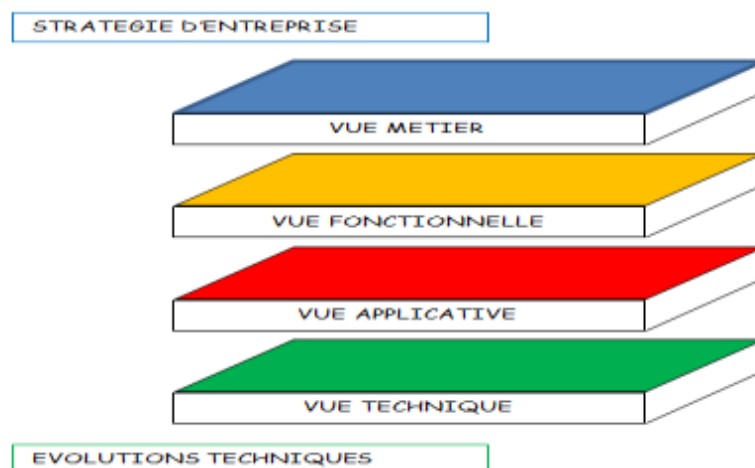 STRATEGIE D'ENTREPRISE
VUE METIER
VUE FONCTIONNELLE
VUE APPLICATIVE
VUE TECHNIQUE
EVOLUTIONS TECHNIQUES